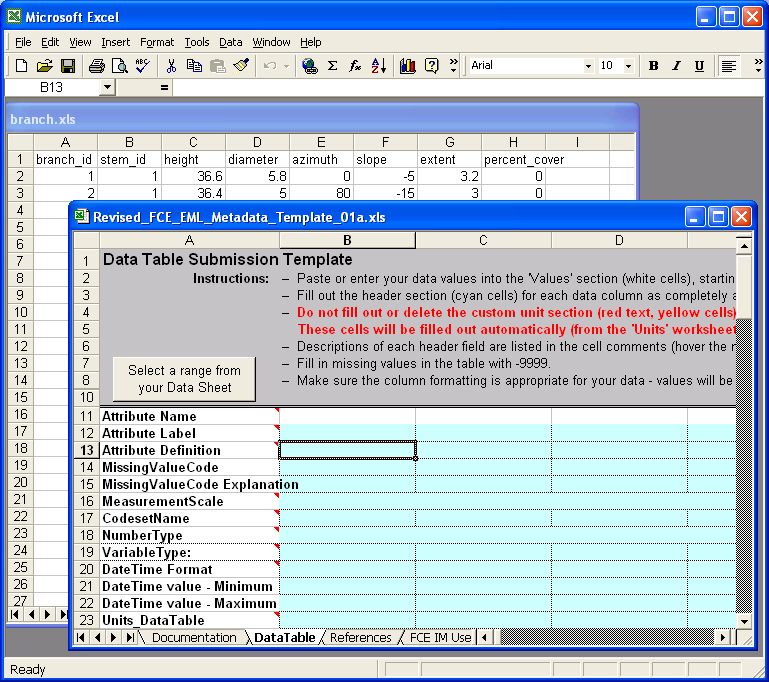 Microsoft Excel
File Edit View Insert Format Tools Data Window Help
Arial 10 B I U
B13 =
branch.xls
A B C D E F G H I
1 branch_id stem_id height diameter azimuth slope extent percent_cover
2 1 1 36.6 5.8 0 -5 3.2 0
3 2 1 36.4 5 80 -15 3 0
4
5
6
7
8
9
10
11
12
13
14
15
16
17
18
19
20
21
22
23
24
25
26
27
Revised_FCE_EML_Metadata_Template_01a.xls
A B C D
1 Data Table Submission Template
2 Instructions: – Paste or enter your data values into the 'Values' section (white cells), startin
3 – Fill out the header section (cyan cells) for each data column as completely a
4 – Do not fill out or delete the custom unit section (red text, yellow cells)
5 These cells will be filled out automatically (from the 'Units' worksheet
6 – Descriptions of each header field are listed in the cell comments (hover the m
7 – Fill in missing values in the table with -9999.
8 – Make sure the column formatting is appropriate for your data - values will be
10
Select a range from
your Data Sheet
11 Attribute Name
12 Attribute Label
13 Attribute Definition
14 MissingValueCode
15 MissingValueCode Explanation
16 MeasurementScale
17 CodesetName
18 NumberType
19 VariableType:
20 DateTime Format
21 DateTime value - Minimum
22 DateTime value - Maximum
23 Units_DataTable
Documentation DataTable References FCE IM Use
Ready